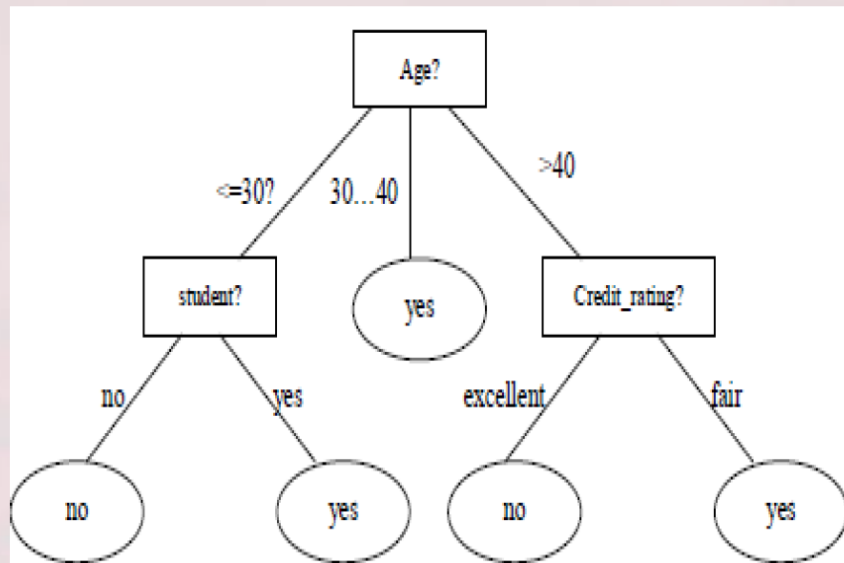 Age?
<=30?
30...40
>40
student?
yes
Credit_rating?
no
yes
excellent
fair
no
yes
no
yes